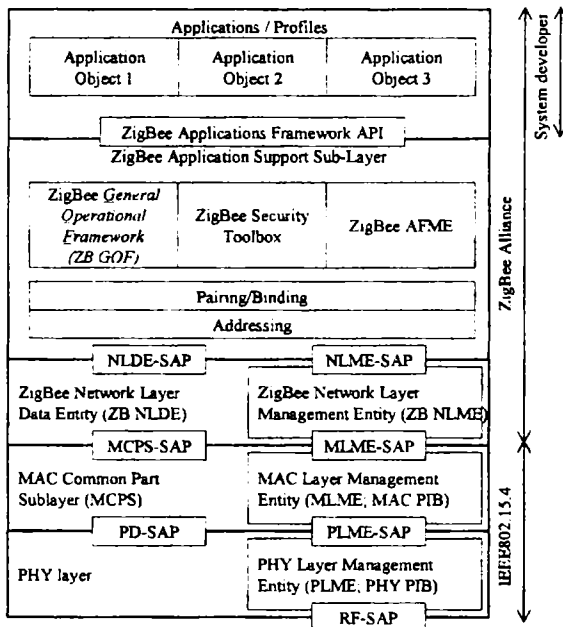 Applications / Profiles
Application
Object 1
Application
Object 2
Application
Object 3
ZigBee Applications Framework API
ZigBee Application Support Sub-Layer
ZigBee General
Operational
Framework
(ZB GOF)
ZigBee Security
Toolbox
ZigBee AFME
Pairing/Binding
Addressing
NLDE-SAP
NLME-SAP
ZigBee Network Layer
Data Entity (ZB NLDE)
ZigBee Network Layer
Management Entity (ZB NLME)
MCPS-SAP
MLME-SAP
MAC Common Part
Sublayer (MCPS)
MAC Layer Management
Entity (MLME; MAC PIB)
PD-SAP
PLME-SAP
PHY layer
PHY Layer Management
Entity (PLME; PHY PIB)
RF-SAP
System developer
ZigBee Alliance
IEEE802.15.4